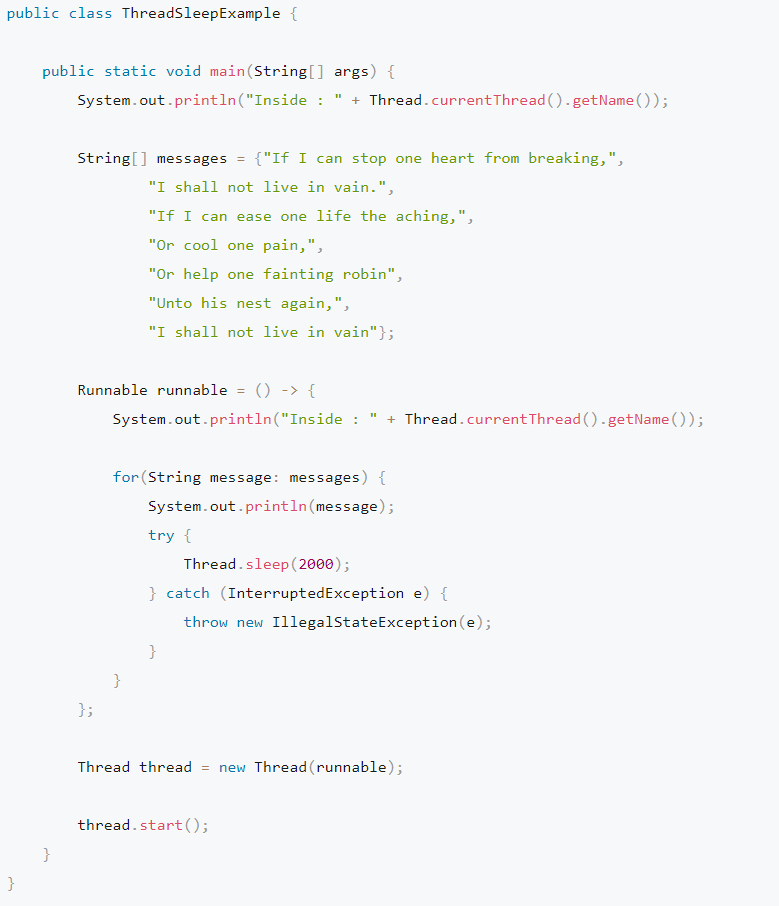 public class ThreadSleepExample {
public static void main(String[] args) {
System.out.println("Inside : " + Thread.currentThread().getName());
String[] messages = {"If I can stop one heart from breaking,",
"I shall not live in vain.",
"If I can ease one life the aching,",
"Or cool one pain,",
"Or help one fainting robin",
"Unto his nest again,",
"I shall not live in vain"};
Runnable runnable = () -> {
System.out.println("Inside : " + Thread.currentThread().getName());
for(String message: messages) {
System.out.println(message);
try {
Thread.sleep(2000);
} catch (InterruptedException e) {
throw new IllegalStateException(e);
}
}
};
Thread thread = new Thread(runnable);
thread.start();
}
}